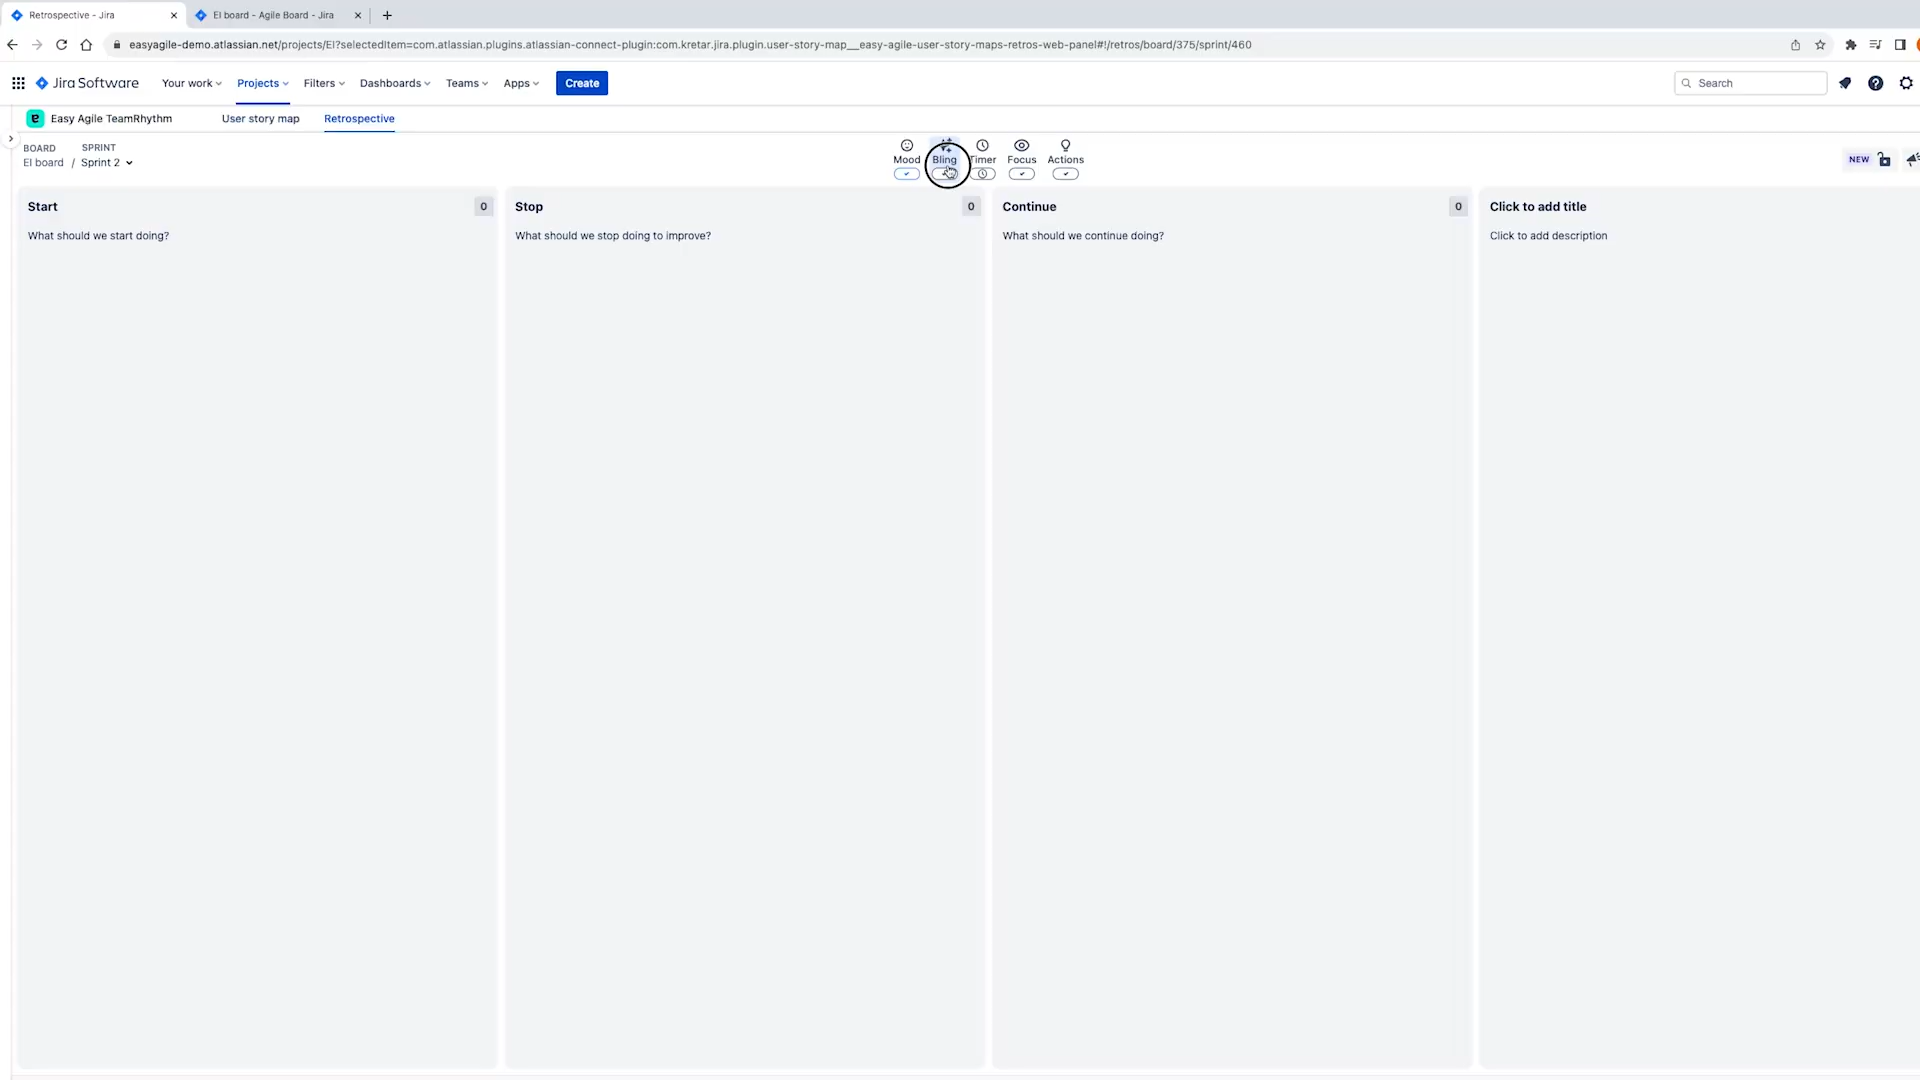 Retrospective - Jira
EI board - Agile Board - Jira
easyagile-demo.atlassian.net/projects/EI?selectedItem=com.atlassian.plugins.atlassian-connect-plugin:com.kretar.jira.plugin.user-story-map__easy-agile-user-story-maps-retros-web-panel#!/retros/board/375/sprint/460
Jira Software
Your work
Projects
Filters
Dashboards
Teams
Apps
Create
Search
Easy Agile TeamRhythm
User story map
Retrospective
BOARD
SPRINT
EI board / Sprint 2
Mood
Bling
Timer
Focus
Actions
NEW
Start
0
What should we start doing?
Stop
0
What should we stop doing to improve?
Continue
0
What should we continue doing?
Click to add title
Click to add description